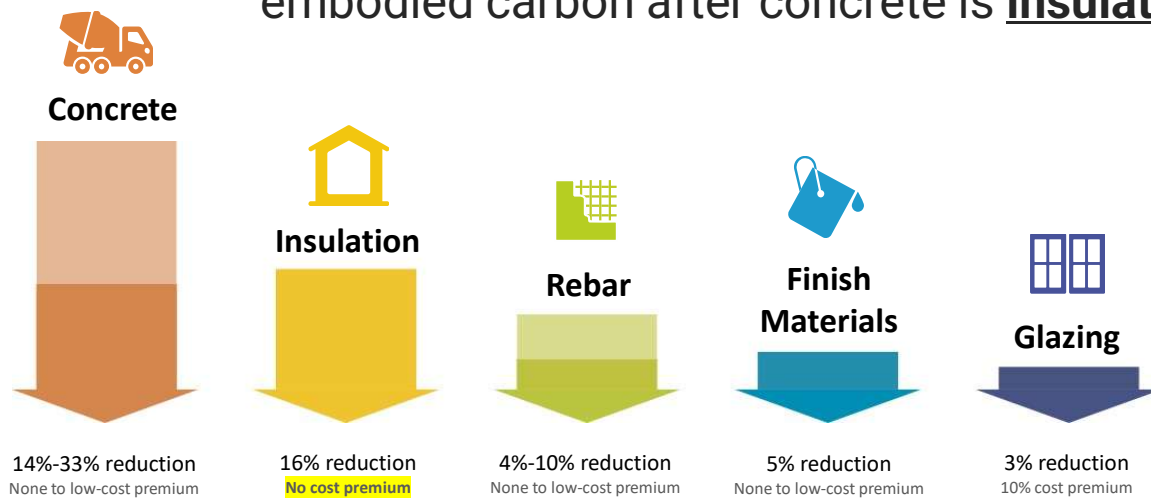 embodied carbon after concrete is
Concrete
Insulation
Rebar
Finish
Materials
Glazing
14%-33% reduction
None to low-cost premium
16% reduction
No cost premium
4%-10% reduction
None to low-cost premium
5% reduction
None to low-cost premium
3% reduction
10% cost premium